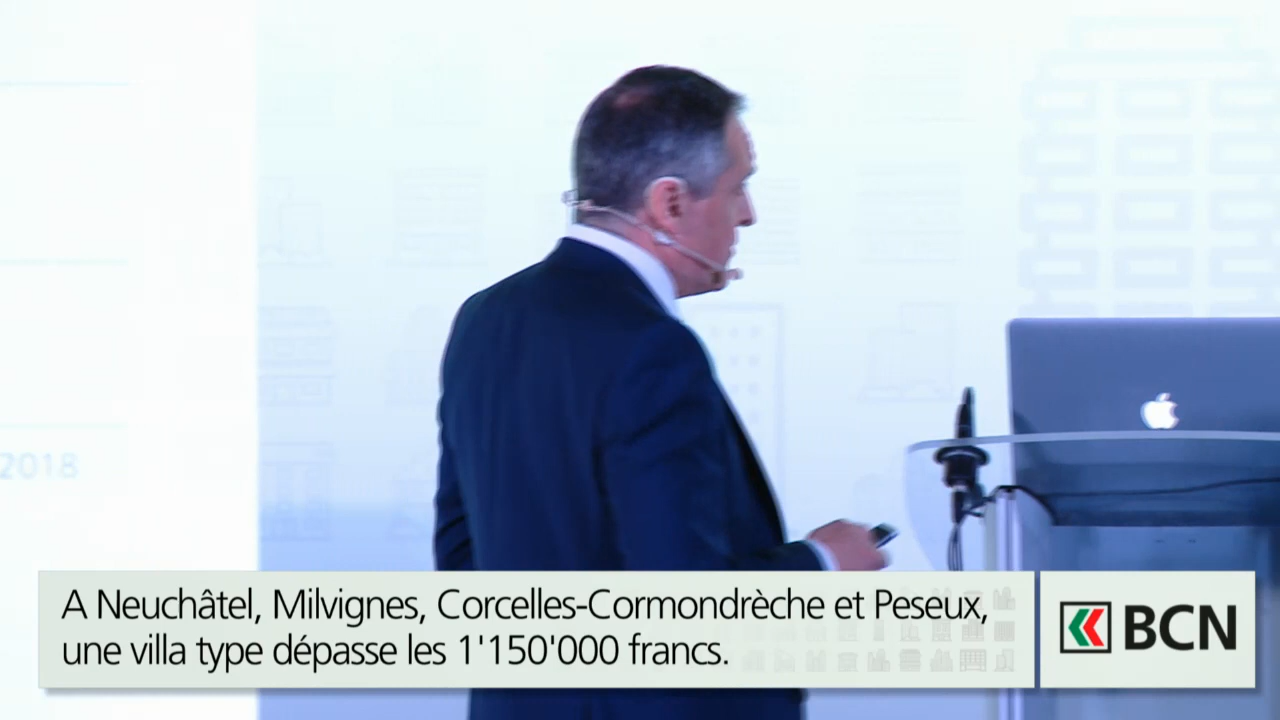 2018
A Neuchâtel, Milvignes, Corcelles-Cormondrèche et Peseux,
une villa type dépasse les 1'150'000 francs.
BCN